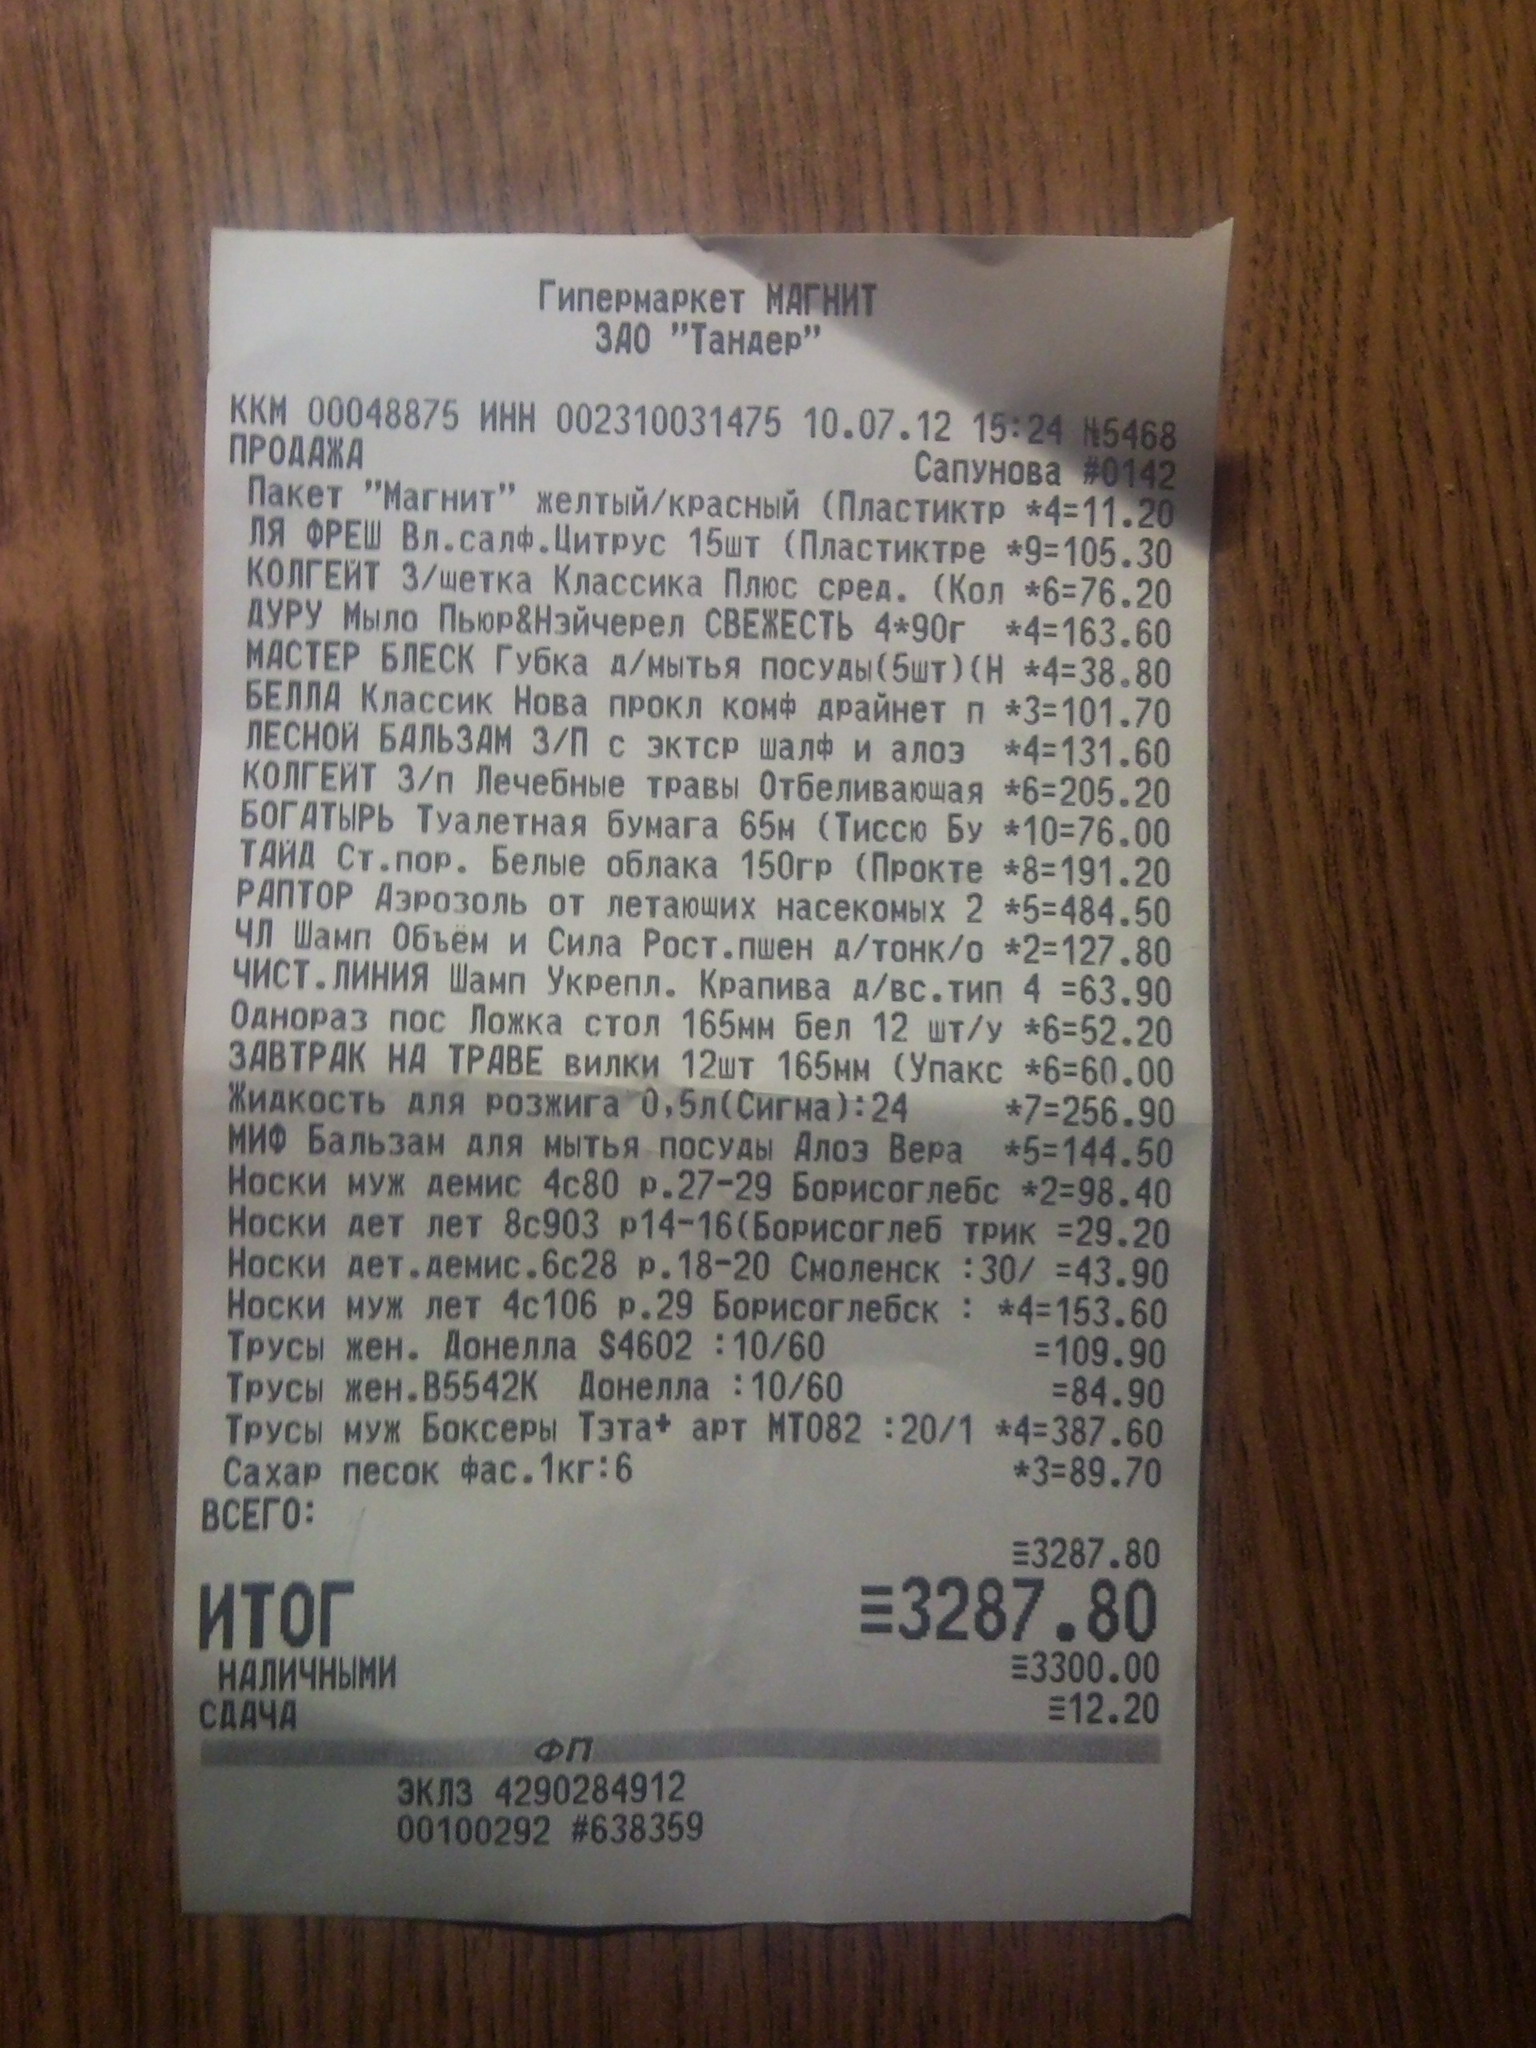 Гипермаркет МАГНИТ
ЗАО "Тандер"
ККМ 00048875 ИНН 002310031475 10.07.12 15:24 №5468
ПРОДАЖА Сапунова #0142
Пакет "Магнит" желтый/красный (Пластиктр *4=11.20
ЛЯ ФРЕШ Вл.салф.Цитрус 15шт (Пластиктре *9=105.30
КОЛГЕЙТ З/щетка Классика Плюс сред. (Кол *6=76.20
ДУРУ Мыло Пьюр&Нэйчерел СВЕЖЕСТЬ 4*90г *4=163.60
МАСТЕР БЛЕСК Губка д/мытья посуды(5шт)(Н *4=38.80
БЕЛЛА Классик Нова прокл комф драйнет п *3=101.70
ЛЕСНОЙ БАЛЬЗАМ З/П с эктср шалф и алоэ *4=131.60
КОЛГЕЙТ З/п Лечебные травы Отбеливающая *6=205.20
БОГАТЫРЬ Туалетная бумага 65м (Тиссю Бу *10=76.00
ТАЙД Ст.пор. Белые облака 150гр (Прокте *8=191.20
РАПТОР Аэрозоль от летающих насекомых 2 *5=484.50
ЧЛ Шамп Объём и Сила Рост.пшен д/тонк/о *2=127.80
ЧИСТ.ЛИНИЯ Шамп Укрепл. Крапива д/вс.тип 4 =63.90
Однораз пос Ложка стол 165мм бел 12 шт/у *6=52.20
ЗАВТРАК НА ТРАВЕ вилки 12шт 165мм (Упакс *6=60.00
Жидкость для розжига 0,5л(Сигма):24 *7=256.90
МИФ Бальзам для мытья посуды Алоэ Вера *5=144.50
Носки муж демис 4с80 р.27-29 Борисоглебс *2=98.40
Носки дет лет 8с903 р14-16(Борисоглеб трик =29.20
Носки дет.демис.6с28 р.18-20 Смоленск :30/ =43.90
Носки муж лет 4с106 р.29 Борисоглебск : *4=153.60
Трусы жен. Донелла S4602 :10/60 =109.90
Трусы жен.В5542К Донелла :10/60 =84.90
Трусы муж Боксеры Тэта+ арт МТ082 :20/1 *4=387.60
Сахар песок фас.1кг:6 *3=89.70
ВСЕГО:
≡3287.80
ИТОГ ≡3287.80
НАЛИЧНЫМИ ≡3300.00
СДАЧА ≡12.20
ФП
ЭКЛЗ 4290284912
00100292 #638359